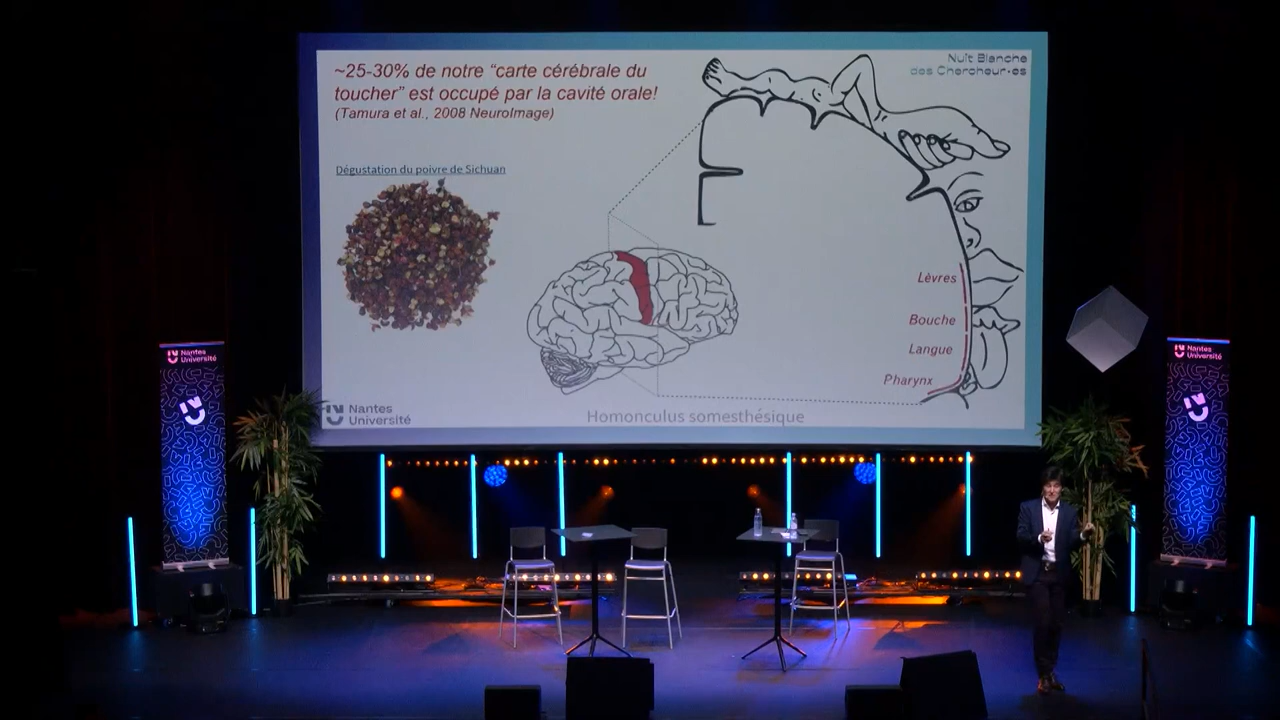 ~25-30% de notre “carte cérébrale du
toucher” est occupé par la cavité orale!
(Tamura et al., 2008 NeuroImage)
Nuit Blanche
des Chercheur•es
Dégustation du poivre de Sichuan
Lèvres
Bouche
Langue
Pharynx
Nantes
Université
Homonculus somesthésique
Nantes
Université
Nantes
Université